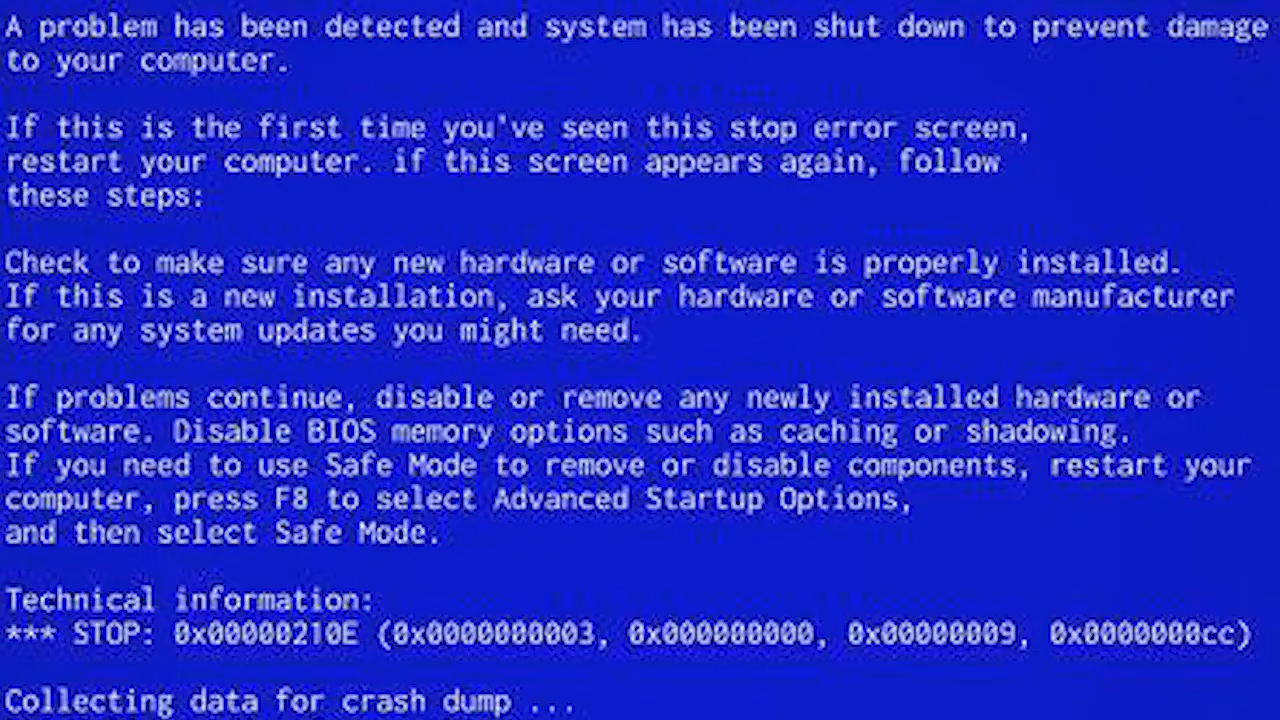 A problem has been detected and system has been shut down to prevent damage
to your computer.
If this is the first time you've seen this stop error screen,
restart your computer. if this screen appears again, follow
these steps:
Check to make sure any new hardware or software is properly installed.
If this is a new installation, ask your hardware or software manufacturer
for any system updates you might need.
If problems continue, disable or remove any newly installed hardware or
software. Disable BIOS memory options such as caching or shadowing.
If you need to use Safe Mode to remove or disable components, restart your
computer, press F8 to select Advanced Startup Options,
and then select Safe Mode.
Technical information:
*** STOP: 0x00000210E (0x0000000003, 0x000000000, 0x00000009, 0x0000000cc)
Collecting data for crash dump ...